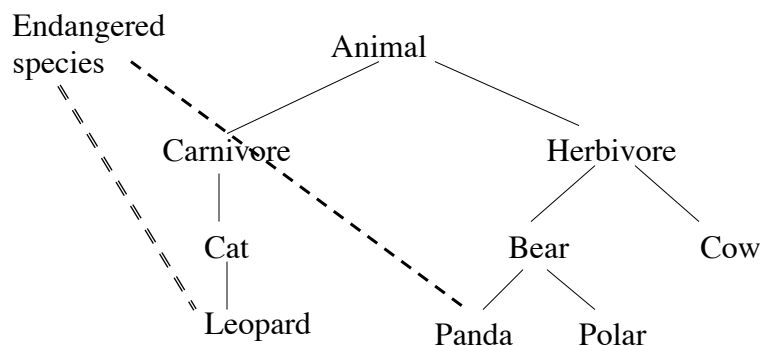 Endangered
species
Animal
Carnivore
Herbivore
Cat
Bear
Cow
Leopard
Panda
Polar